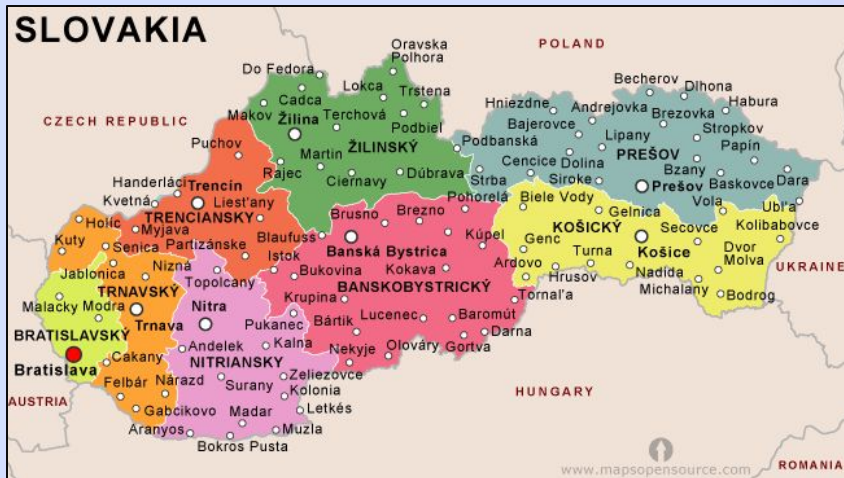 SLOVAKIA
POLAND
CZECH REPUBLIC
Oravska
Polhora
Do Fedora
Lokca
Cadca
Trstena
Makov
Terchová
Žilina
Podbiel
Puchov
Martin
ŽILINSKÝ
Rajec
Ciernavy
Dúbrava
Becherov
Dlhona
Hniezdne
Andrejovka
Habura
Bajerovce
Brezovka
Podbanská
Lipany
Stropkov
Cencice
Dolina
PREŠOV
Papín
Strba
Siroke
Bzany
Prešov
Baskovce
Dara
Handerláci
Trencín
Kvetná
Liest'any
TRENCIANSKY
Holíc
Myjava
Partizánske
Kuty
Senica
Blaufuss
Brusno
Brezno
Pohorelá
Biele Vody
Gelnica
Vola
Ubl'a
KOŠICKÝ
Secovce
Kolibabovce
Banská Bystrica
Kúpel
Genc
Turna
Košice
Dvor
Molva
UKRAINE
Jablonica
Nizná
Istok
Bukovina
Kokava
Ardovo
Hrusov
Nadida
Topolcany
TRNAVSKÝ
BANSKOBYSTRICKÝ
Tornal'a
Michalany
Bodrog
Malacky
Modra
Nitra
Krupina
Trnava
Pukanec
Lucenec
Baromút
BRATISLAVSKÝ
Bártik
Darna
Andelek
Kalna
Olováry
Gortva
Cakany
NITRIANSKY
Nekyje
Bratislava
Felbár
Nárazd
Surany
Zeliezovce
Kolonia
HUNGARY
AUSTRIA
Gabcikovo
Madar
Letkés
Aranyos
Muzla
Bokros Pusta
www.mapsopensource.com
ROMANIA